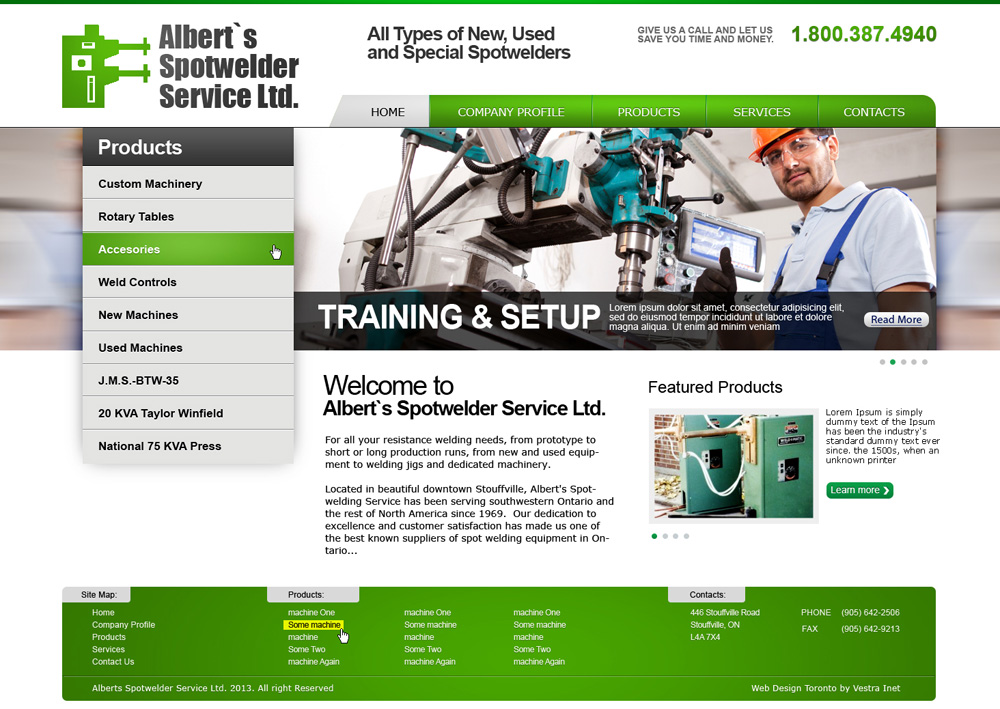 Albert`s
Spotwelder
Service Ltd.
All Types of New, Used
and Special Spotwelders
GIVE US A CALL AND LET US
SAVE YOU TIME AND MONEY.
1.800.387.4940
HOME
COMPANY PROFILE
PRODUCTS
SERVICES
CONTACTS
Products
Custom Machinery
Rotary Tables
Accesories
Weld Controls
New Machines
Used Machines
J.M.S.-BTW-35
20 KVA Taylor Winfield
National 75 KVA Press
TRAINING & SETUP
Lorem ipsum dolor sit amet, consectetur adipisicing elit,
sed do eiusmod tempor incididunt ut labore et dolore
magna aliqua. Ut enim ad minim veniam
Read More
Welcome to
Albert`s Spotwelder Service Ltd.
For all your resistance welding needs, from prototype to
short or long production runs, from new and used equip-
ment to welding jigs and dedicated machinery.
Located in beautiful downtown Stouffville, Albert's Spot-
welding Service has been serving southwestern Ontario and
the rest of North America since 1969. Our dedication to
excellence and customer satisfaction has made us one of
the best known suppliers of spot welding equipment in On-
tario...
Featured Products
Lorem Ipsum is simply
dummy text of the Ipsum
has been the industry's
standard dummy text ever
since. the 1500s, when an
unknown printer
Learn more
Site Map:
Home
Company Profile
Products
Services
Contact Us
Products:
machine One
Some machine
machine
Some Two
machine Again
machine One
Some machine
machine
Some Two
machine Again
machine One
Some machine
machine
Some Two
machine Again
Contacts:
446 Stouffville Road
Stouffville, ON
L4A 7X4
PHONE (905) 642-2506
FAX (905) 642-9213
Alberts Spotwelder Service Ltd. 2013. All right Reserved
Web Design Toronto by Vestra Inet